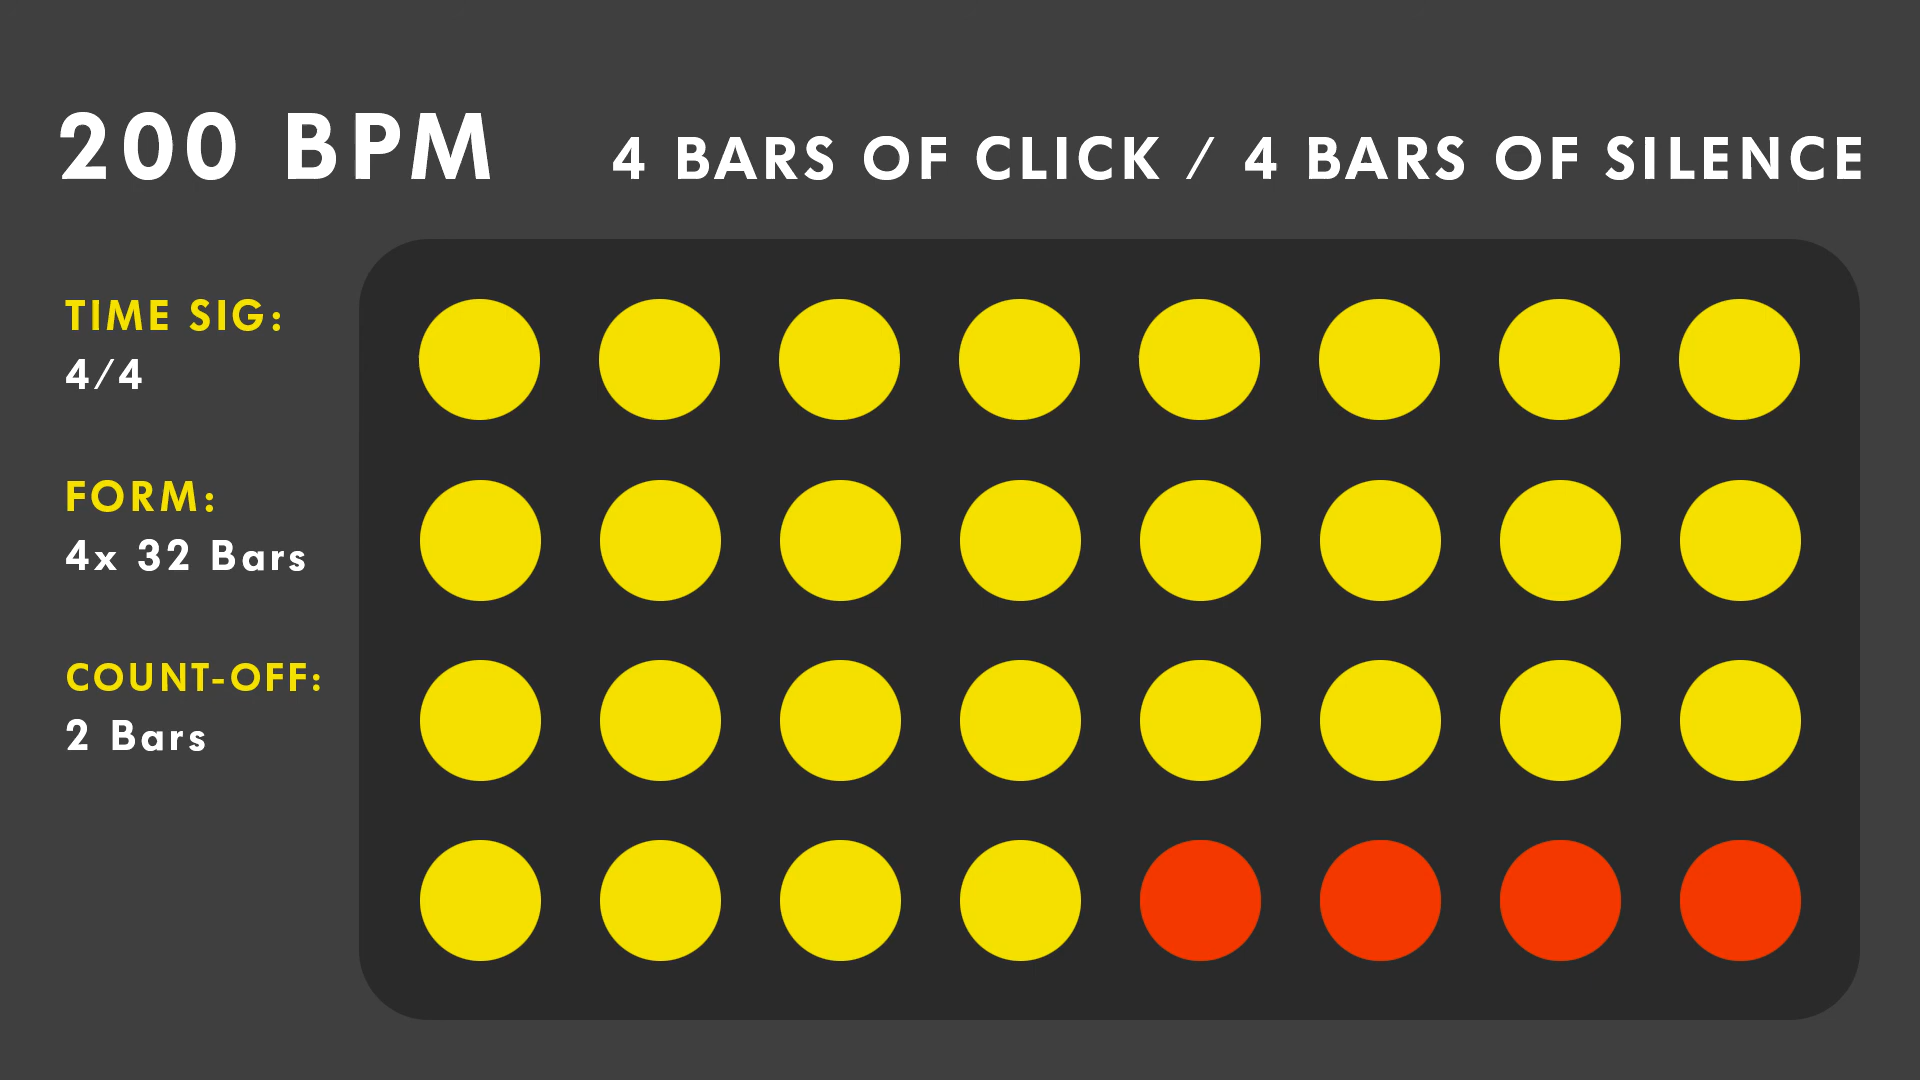 200 BPM
4 BARS OF CLICK / 4 BARS OF SILENCE
TIME SIG:
4/4
FORM:
4x 32 Bars
COUNT-OFF:
2 Bars